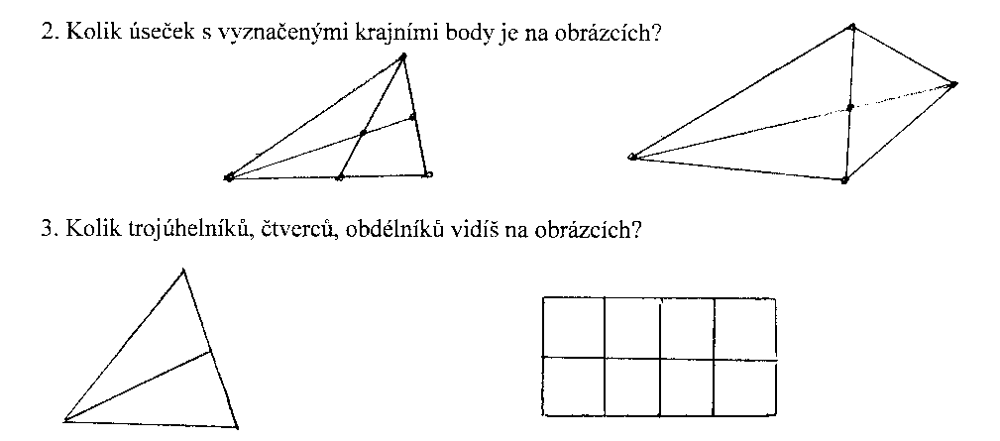 2. Kolik úseček s vyznačenými krajními body je na obrázcích?
3. Kolik trojúhelníků, čtverců, obdélníků vidíš na obrázcích?